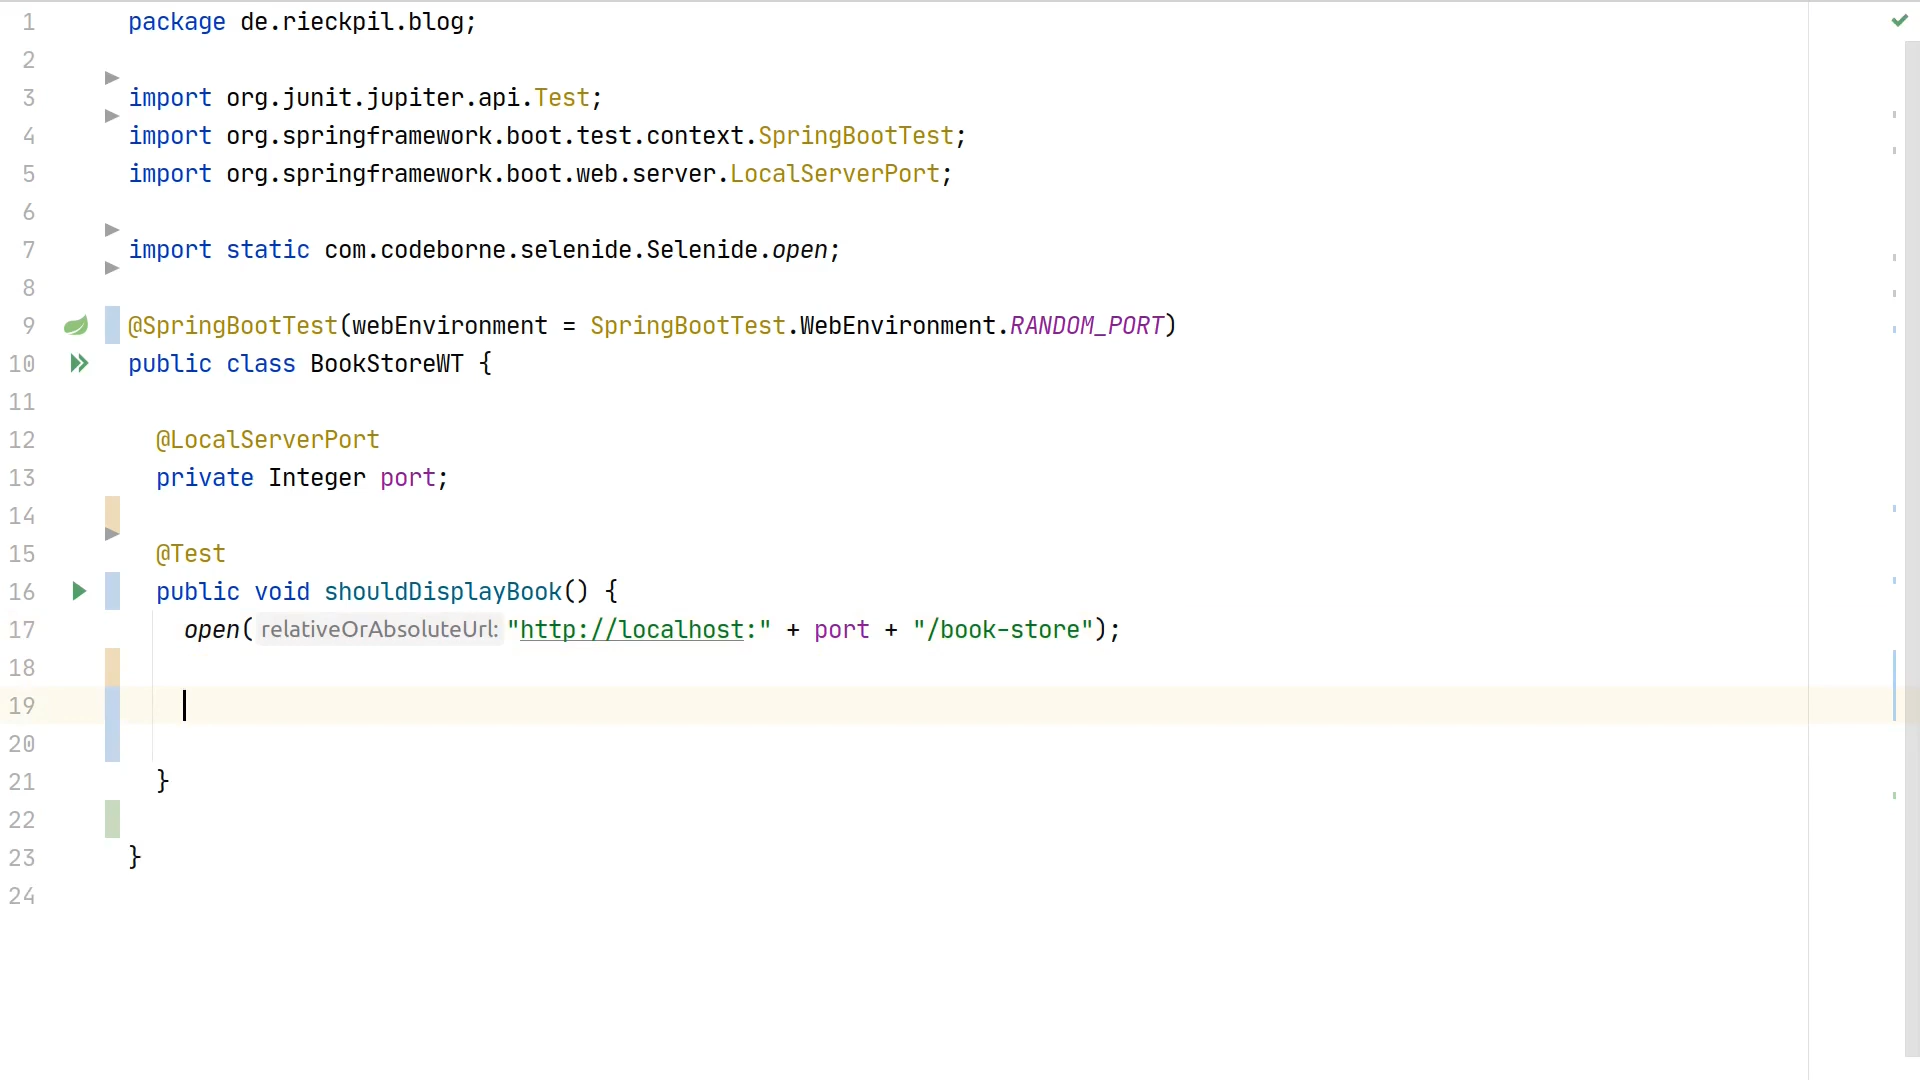 1 package de.rieckpil.blog;
2
3 import org.junit.jupiter.api.Test;
4 import org.springframework.boot.test.context.SpringBootTest;
5 import org.springframework.boot.web.server.LocalServerPort;
6
7 import static com.codeborne.selenide.Selenide.open;
8
9 @SpringBootTest(webEnvironment = SpringBootTest.WebEnvironment.RANDOM_PORT)
10 public class BookStoreWT {
11
12 @LocalServerPort
13 private Integer port;
14
15 @Test
16 public void shouldDisplayBook() {
17 open( relativeOrAbsoluteUrl: "http://localhost:" + port + "/book-store");
18
19
20
21 }
22
23 }
24